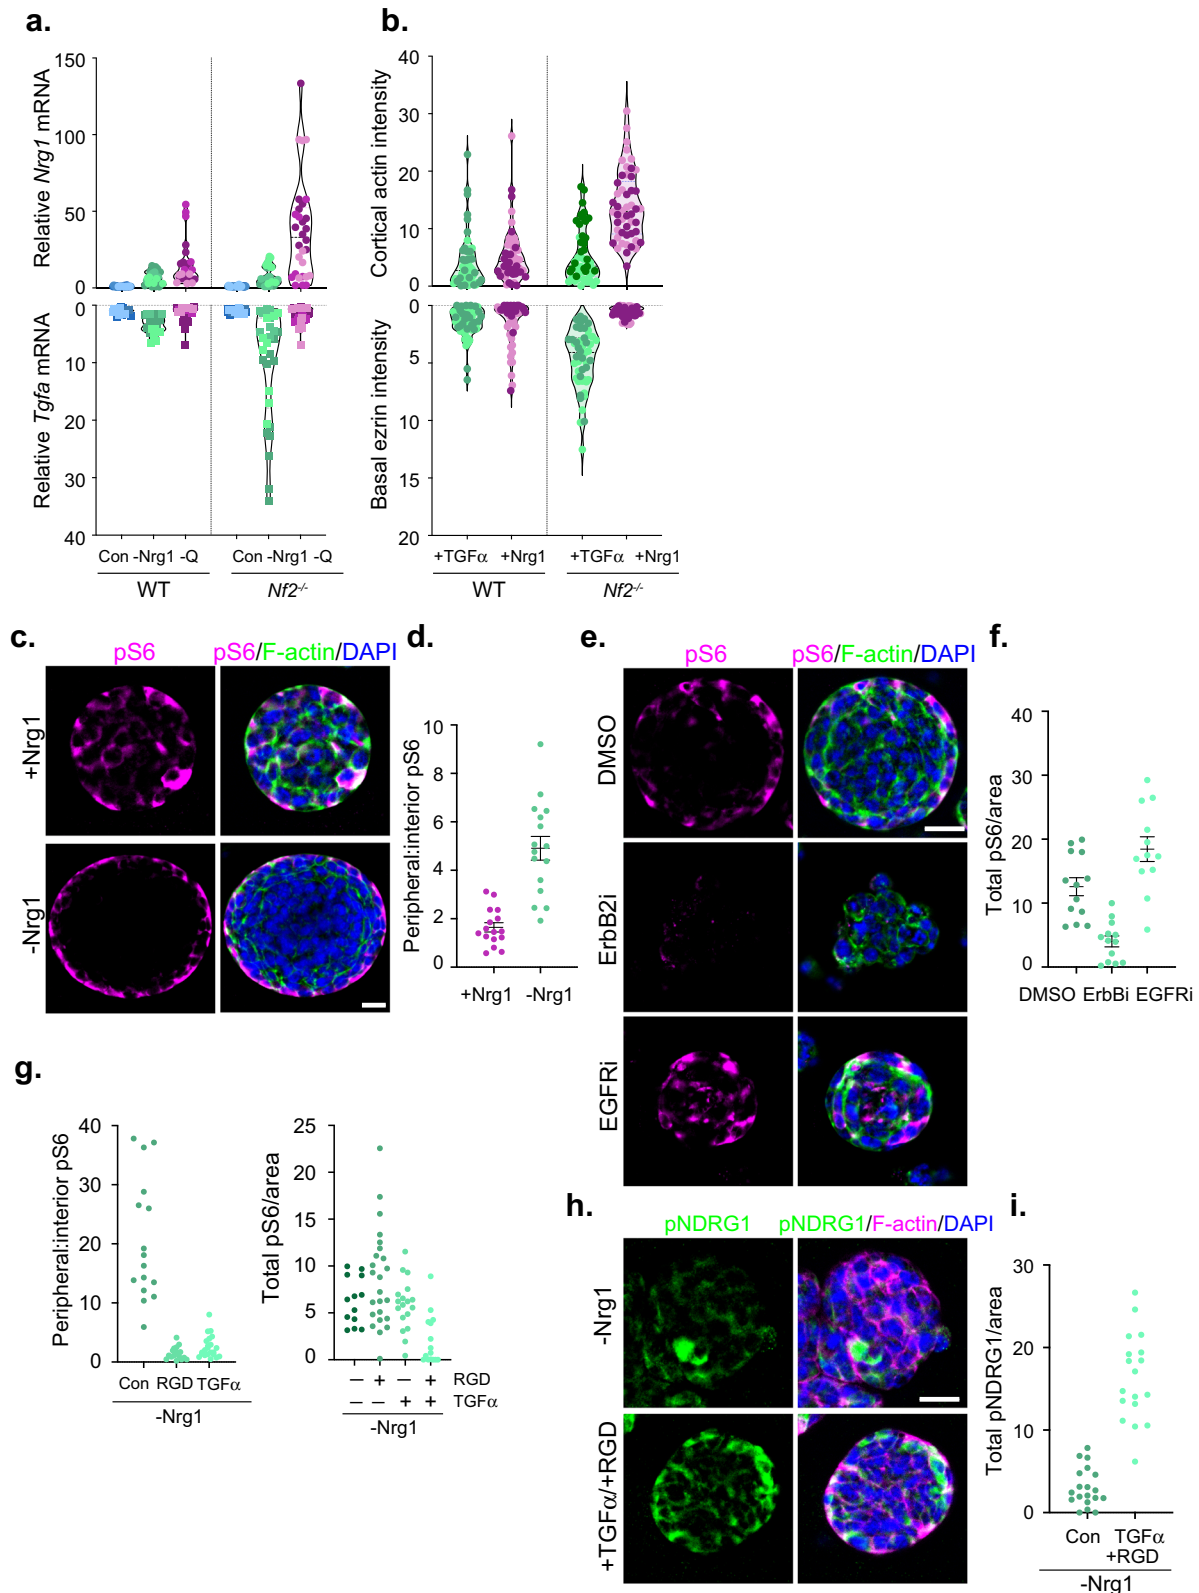 a.
150
100
50
0
Relative Nrg1 mRNA
0
10
20
30
40
Relative Tgfa mRNA
Con -Nrg1 -Q
Con -Nrg1 -Q
WT
Nf2-/-
b.
40
30
20
10
0
Cortical actin intensity
0
5
10
15
20
Basal ezrin intensity
+TGFα +Nrg1
+TGFα +Nrg1
WT
Nf2-/-
c.
pS6
pS6/F-actin/DAPI
+Nrg1
-Nrg1
d.
10
8
6
4
2
0
Peripheral:interior pS6
+Nrg1 -Nrg1
e.
pS6
pS6/F-actin/DAPI
DMSO
ErbB2i
EGFRi
f.
40
30
20
10
0
Total pS6/area
DMSO ErbBi EGFRi
g.
40
30
20
10
0
Peripheral:interior pS6
Con RGD TGFα
-Nrg1
25
20
15
10
5
0
Total pS6/area
– + – + RGD
– – + + TGFα
-Nrg1
h.
pNDRG1
pNDRG1/F-actin/DAPI
-Nrg1
+TGFα/+RGD
i.
30
20
10
0
Total pNDRG1/area
Con TGFα
+RGD
-Nrg1